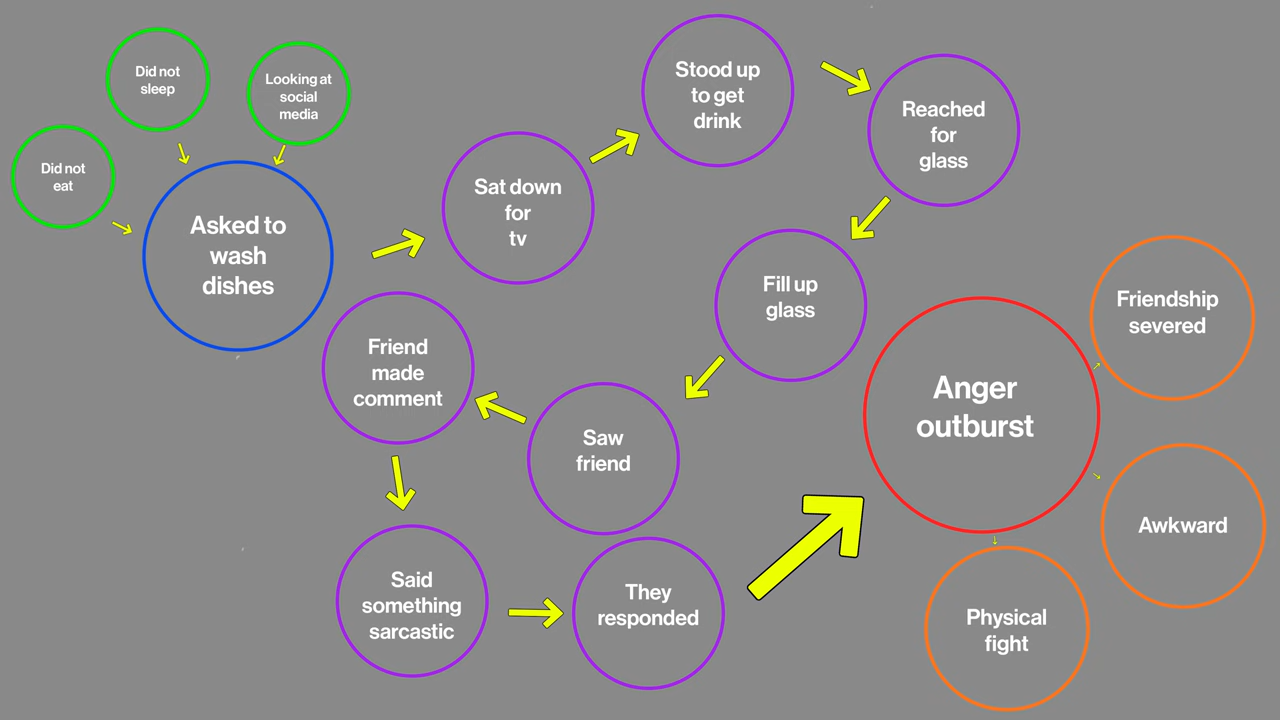 Did not
sleep
Looking at
social
media
Did not
eat
Asked to
wash
dishes
Sat down
for
tv
Stood up
to get
drink
Reached
for
glass
Fill up
glass
Saw
friend
Friend
made
comment
Said
something
sarcastic
They
responded
Anger
outburst
Friendship
severed
Awkward
Physical
fight